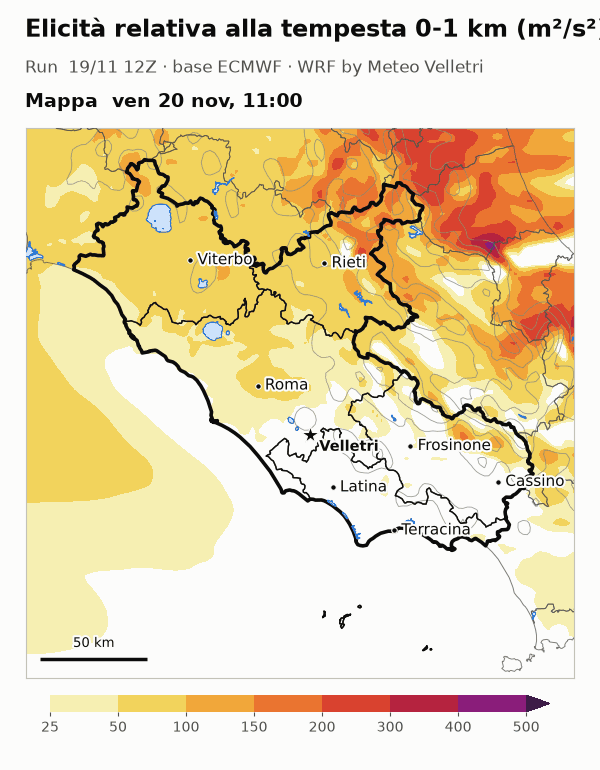 Elicità relativa alla tempesta 0-1 km (m²/s²)
Run 19/11 12Z · base ECMWF · WRF by Meteo Velletri
Mappa ven 20 nov, 11:00
Viterbo
Rieti
Roma
Velletri
Frosinone
Latina
Cassino
Terracina
50 km
25 50 100 150 200 300 400 500